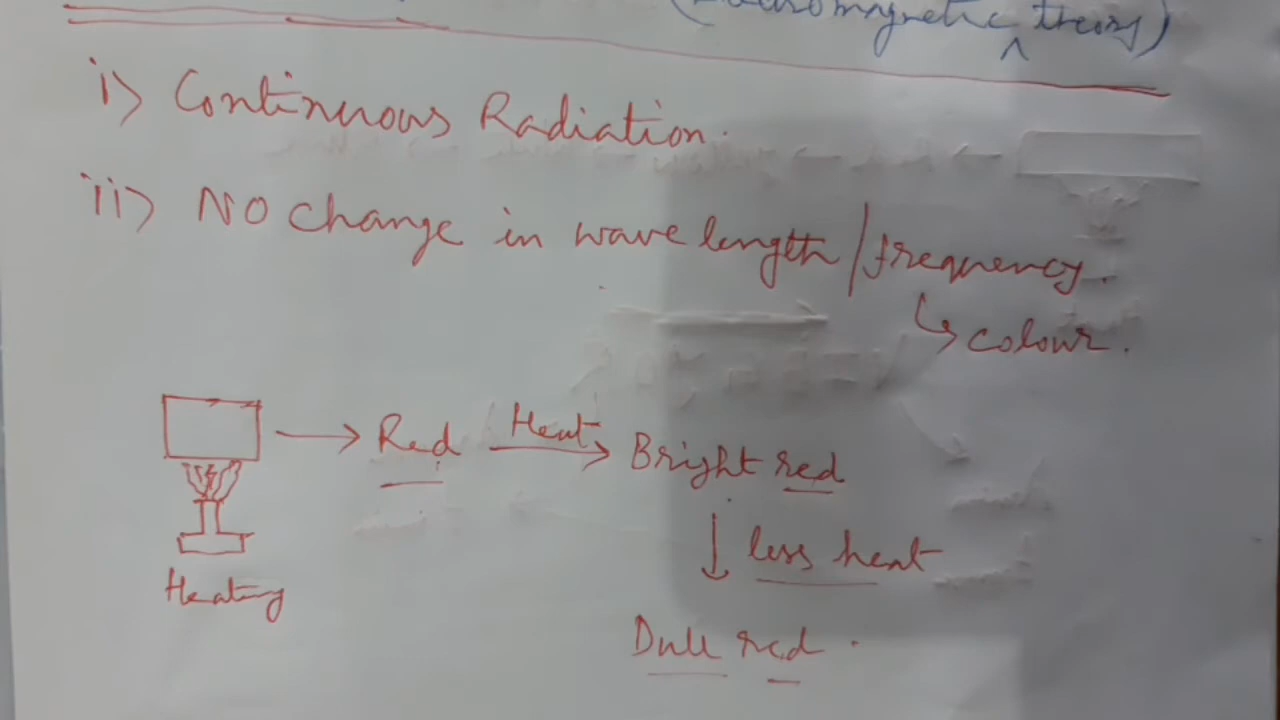 (Electromagnetic ^ theory)
i) Continuous Radiation.
ii) NO change in wave length/frequency.
↳ colour.
→ Red Heat → Bright red
↓ less heat
Heating
Dull red.